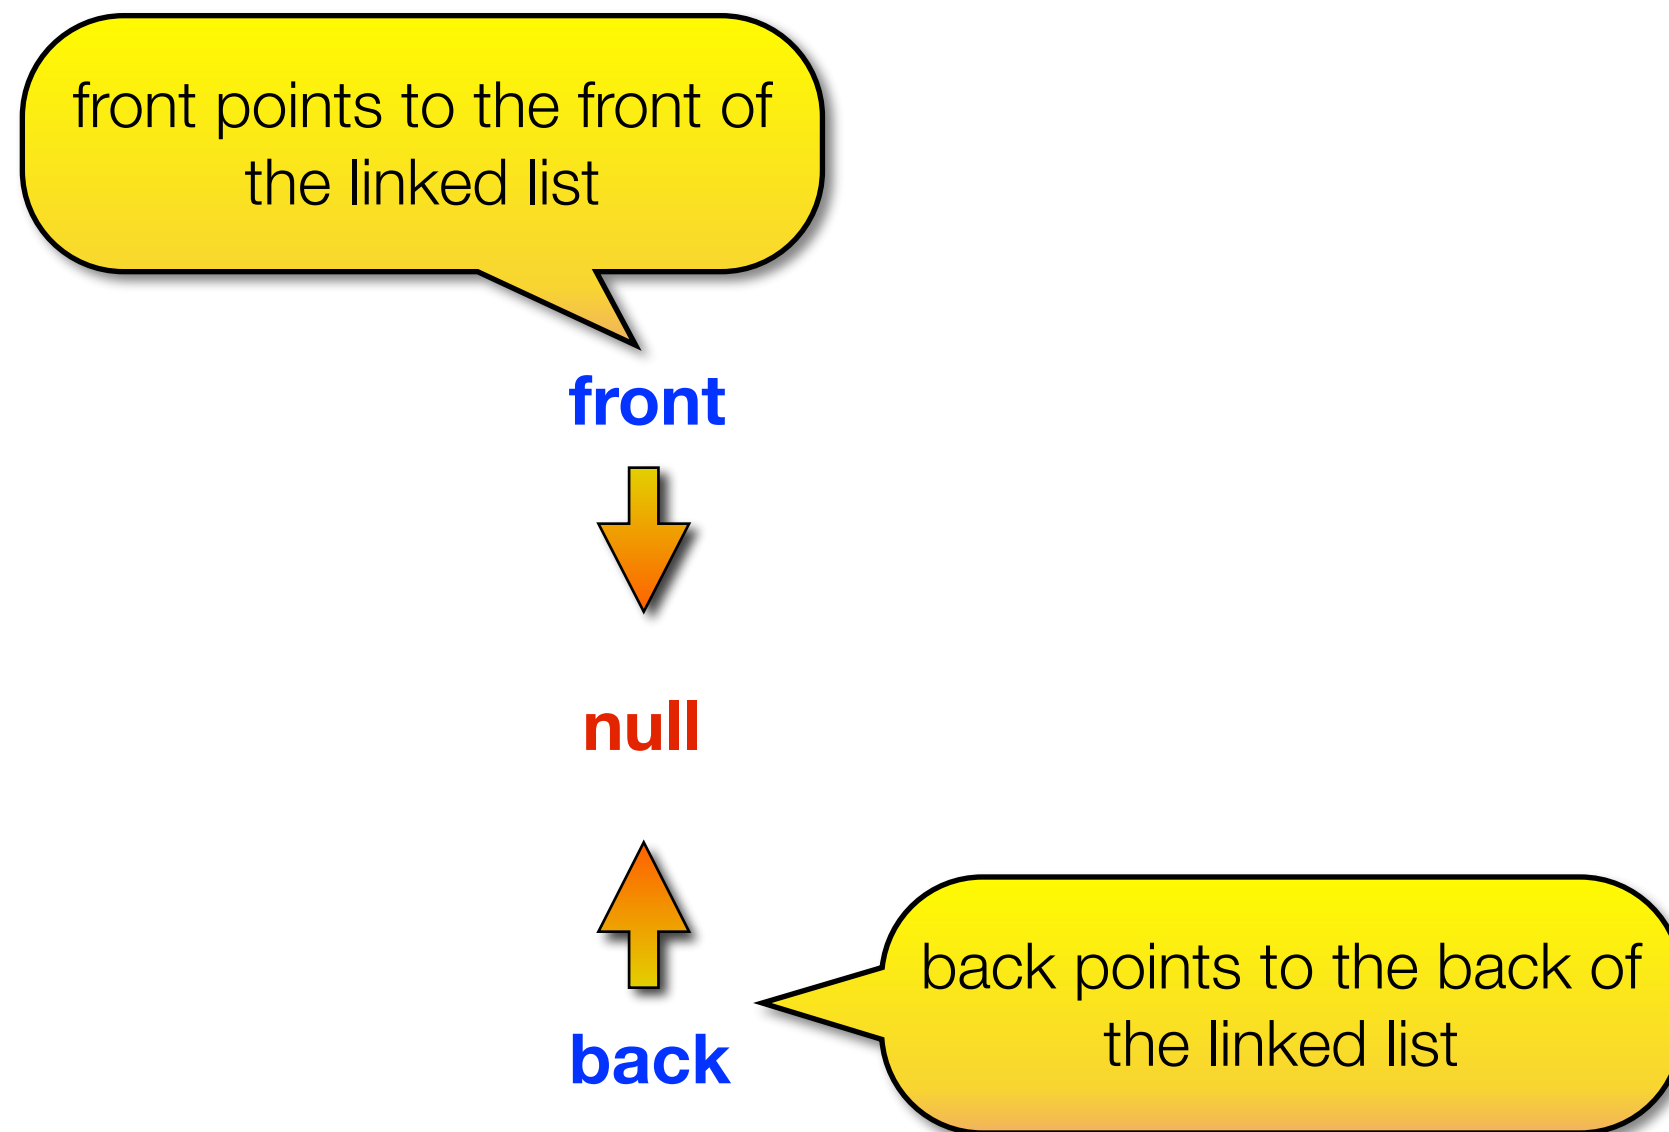 front points to the front of
the linked list
front
null
back points to the back of
the linked list
back